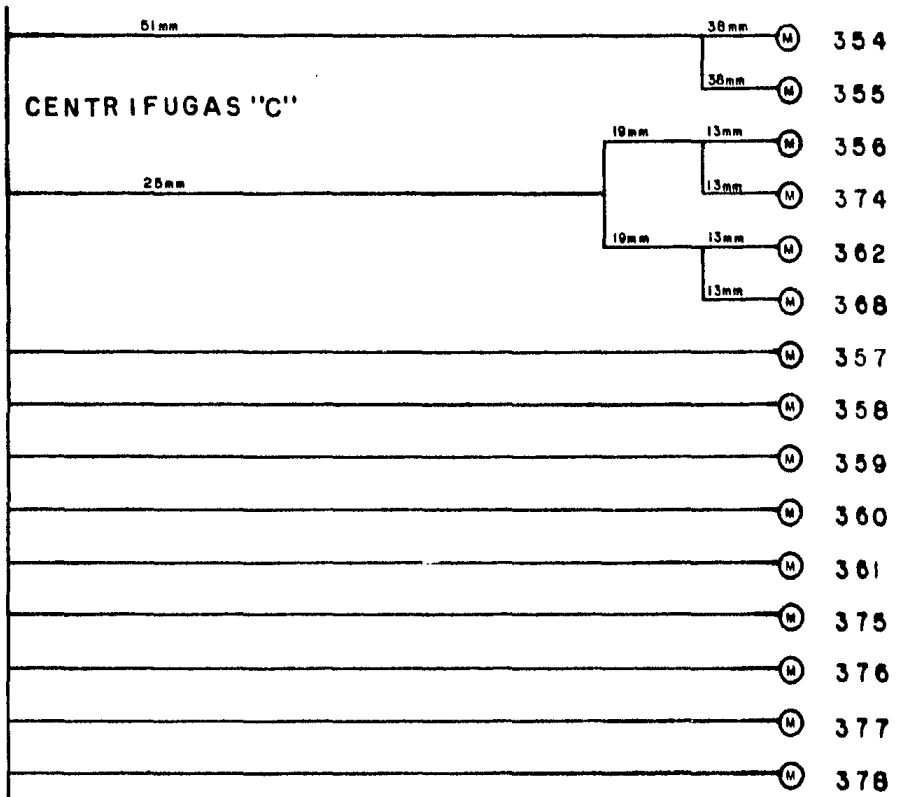 51mm 38mm M 354
38mm M 355
CENTRIFUGAS "C"
19mm 13mm M 356
25mm 13mm M 374
19mm 13mm M 362
13mm M 368
M 357
M 358
M 359
M 360
M 361
M 375
M 376
M 377
M 378